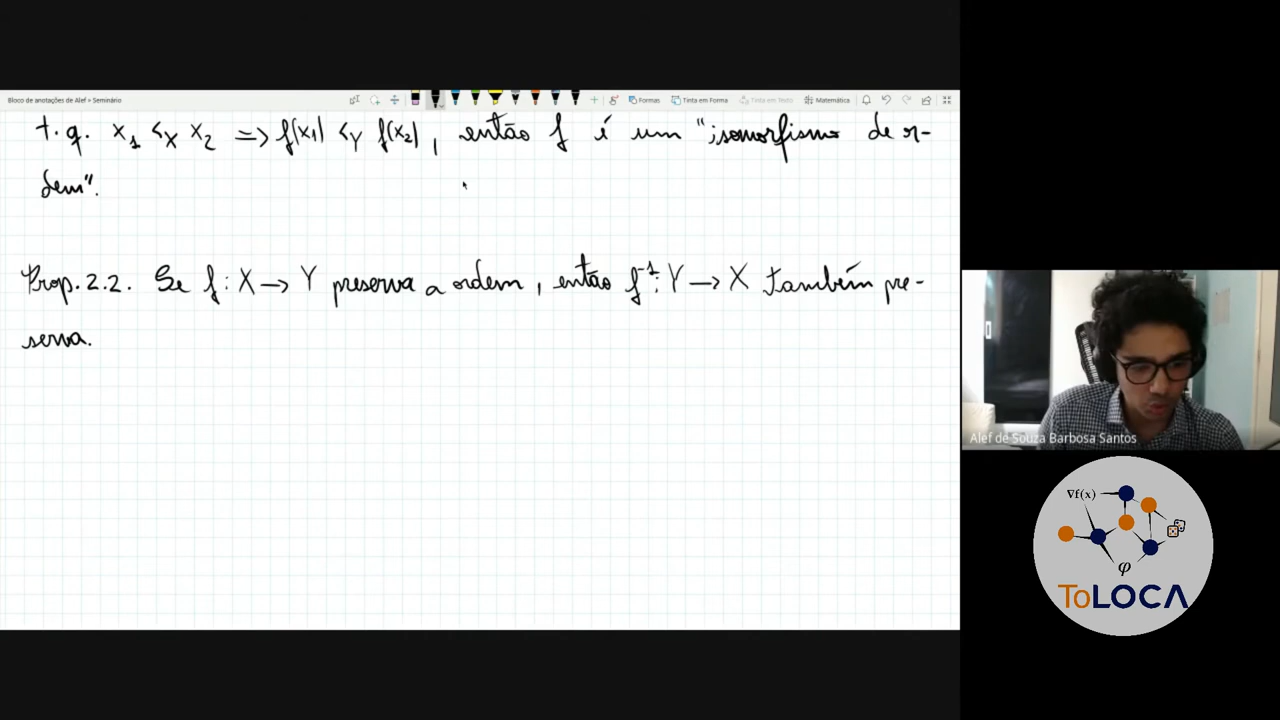 Bloco de anotações de Alef » Seminário
Formas Tinta em Forma Tinta em Texto Matemática
t.q. x₁ <_X x₂ => f(x₁) <_Y f(x₂), então f é um "isomorfismo de or-
dem".
Prop. 2.2. Se f: X → Y preserva a ordem, então f⁻¹: Y → X também pre-
serva.
Alef de Souza Barbosa Santos
∇f(x)
φ
ToLOCA